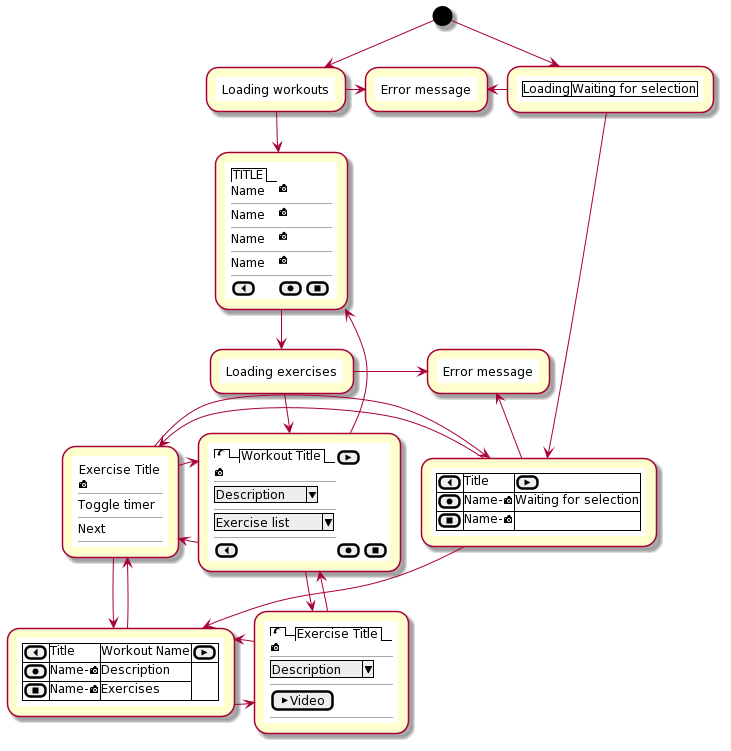 Loading workouts
Error message
Loading Waiting for selection
TITLE
Name
Name
Name
Name
Loading exercises
Error message
Exercise Title
Toggle timer
Next
Workout Title
Description
Exercise list
Title
Name- Waiting for selection
Name-
Title Workout Name
Name- Description
Name- Exercises
Exercise Title
Description
Video